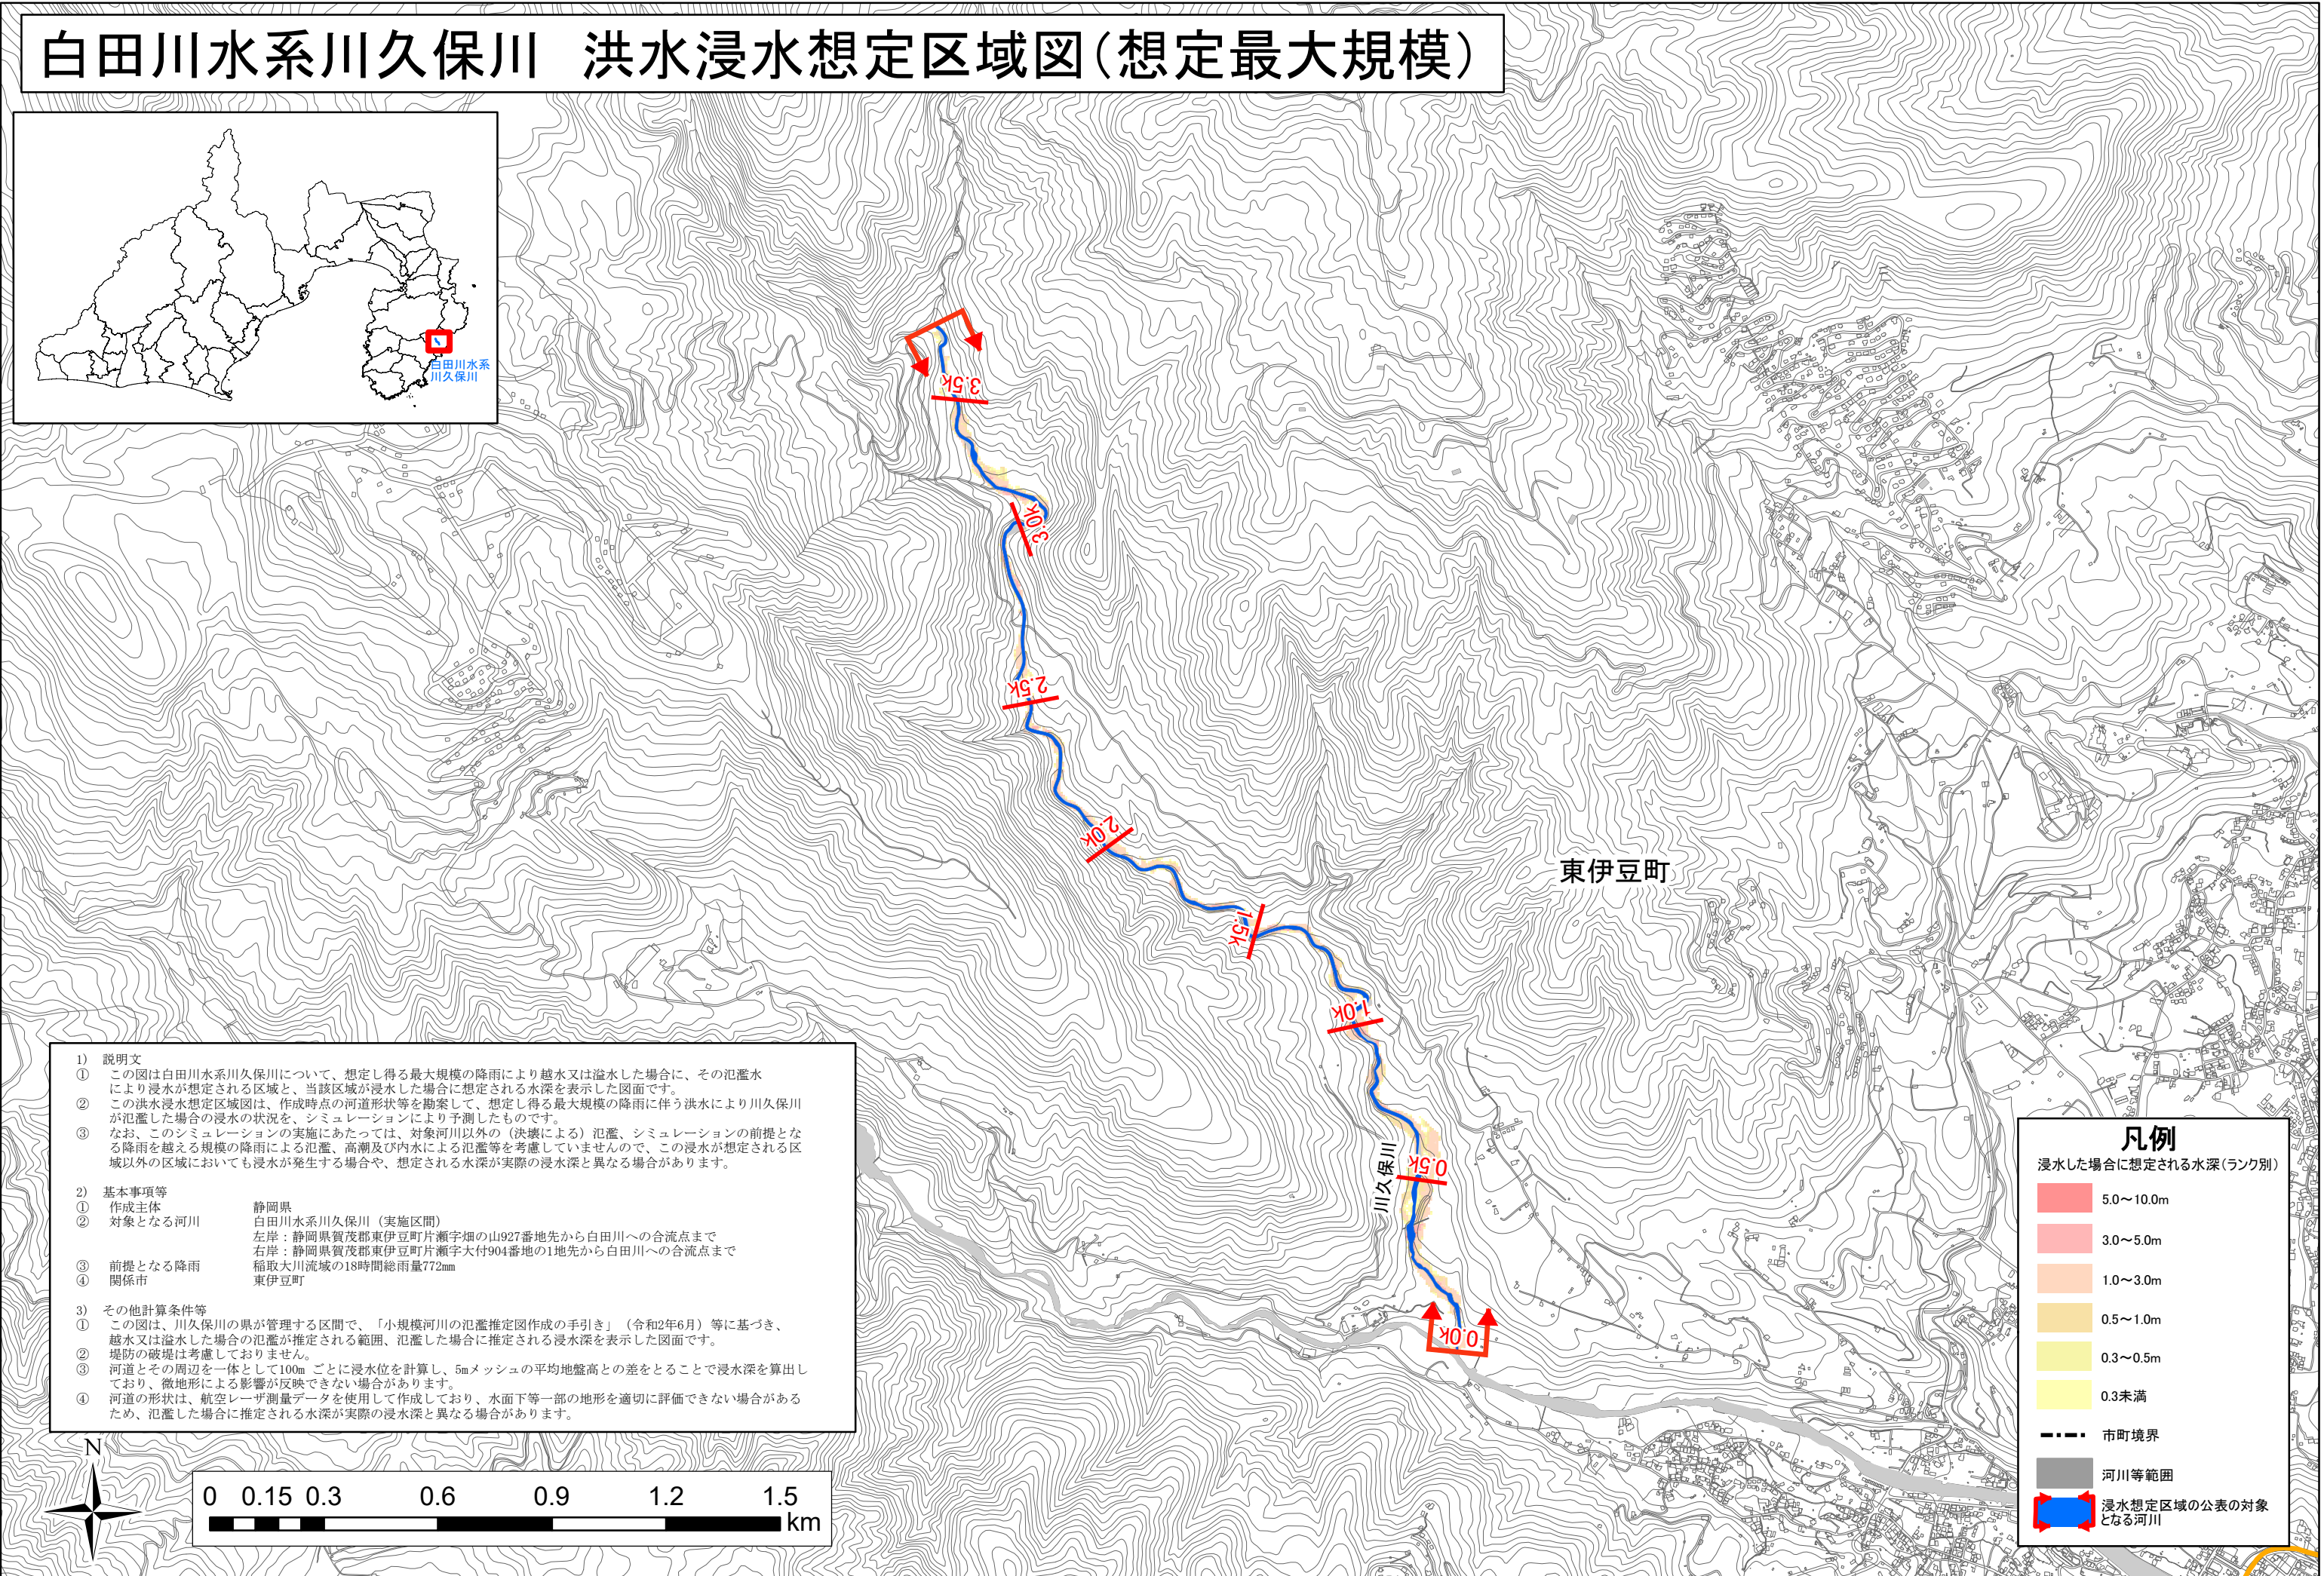 白田川水系川久保川　洪水浸水想定区域図（想定最大規模）
白田川水系
川久保川
3.5k
3.0k
2.5k
2.0k
1.5k
1.0k
0.5k
0.0k
東伊豆町
川久保川
1)　説明文
①　この図は白田川水系川久保川について、想定し得る最大規模の降雨により越水又は溢水した場合に、その氾濫水
により浸水が想定される区域と、当該区域が浸水した場合に想定される水深を表示した図面です。
②　この洪水浸水想定区域図は、作成時点の河道形状等を勘案して、想定し得る最大規模の降雨に伴う洪水により川久保川
が氾濫した場合の浸水の状況を、シミュレーションにより予測したものです。
③　なお、このシミュレーションの実施にあたっては、対象河川以外の（決壊による）氾濫、シミュレーションの前提とな
る降雨を越える規模の降雨による氾濫、高潮及び内水による氾濫等を考慮していませんので、この浸水が想定される区
域以外の区域においても浸水が発生する場合や、想定される水深が実際の浸水深と異なる場合があります。
2)　基本事項等
①　作成主体　静岡県
②　対象となる河川　白田川水系川久保川（実施区間）
左岸：静岡県賀茂郡東伊豆町片瀬字畑の山927番地先から白田川への合流点まで
右岸：静岡県賀茂郡東伊豆町片瀬字大付904番地の1地先から白田川への合流点まで
③　前提となる降雨　稲取大川流域の18時間総雨量772mm
④　関係市　東伊豆町
3)　その他計算条件等
①　この図は、川久保川の県が管理する区間で、「小規模河川の氾濫推定図作成の手引き」（令和2年6月）等に基づき、
越水又は溢水した場合の氾濫が推定される範囲、氾濫した場合に推定される浸水深を表示した図面です。
②　堤防の破堤は考慮しておりません。
③　河道とその周辺を一体として100m ごとに浸水位を計算し、5mメッシュの平均地盤高との差をとることで浸水深を算出し
ており、微地形による影響が反映できない場合があります。
④　河道の形状は、航空レーザ測量データを使用して作成しており、水面下等一部の地形を適切に評価できない場合がある
ため、氾濫した場合に推定される水深が実際の浸水深と異なる場合があります。
N
0　0.15　0.3　0.6　0.9　1.2　1.5
km
凡例
浸水した場合に想定される水深（ランク別）
5.0～10.0m
3.0～5.0m
1.0～3.0m
0.5～1.0m
0.3～0.5m
0.3未満
市町境界
河川等範囲
浸水想定区域の公表の対象
となる河川